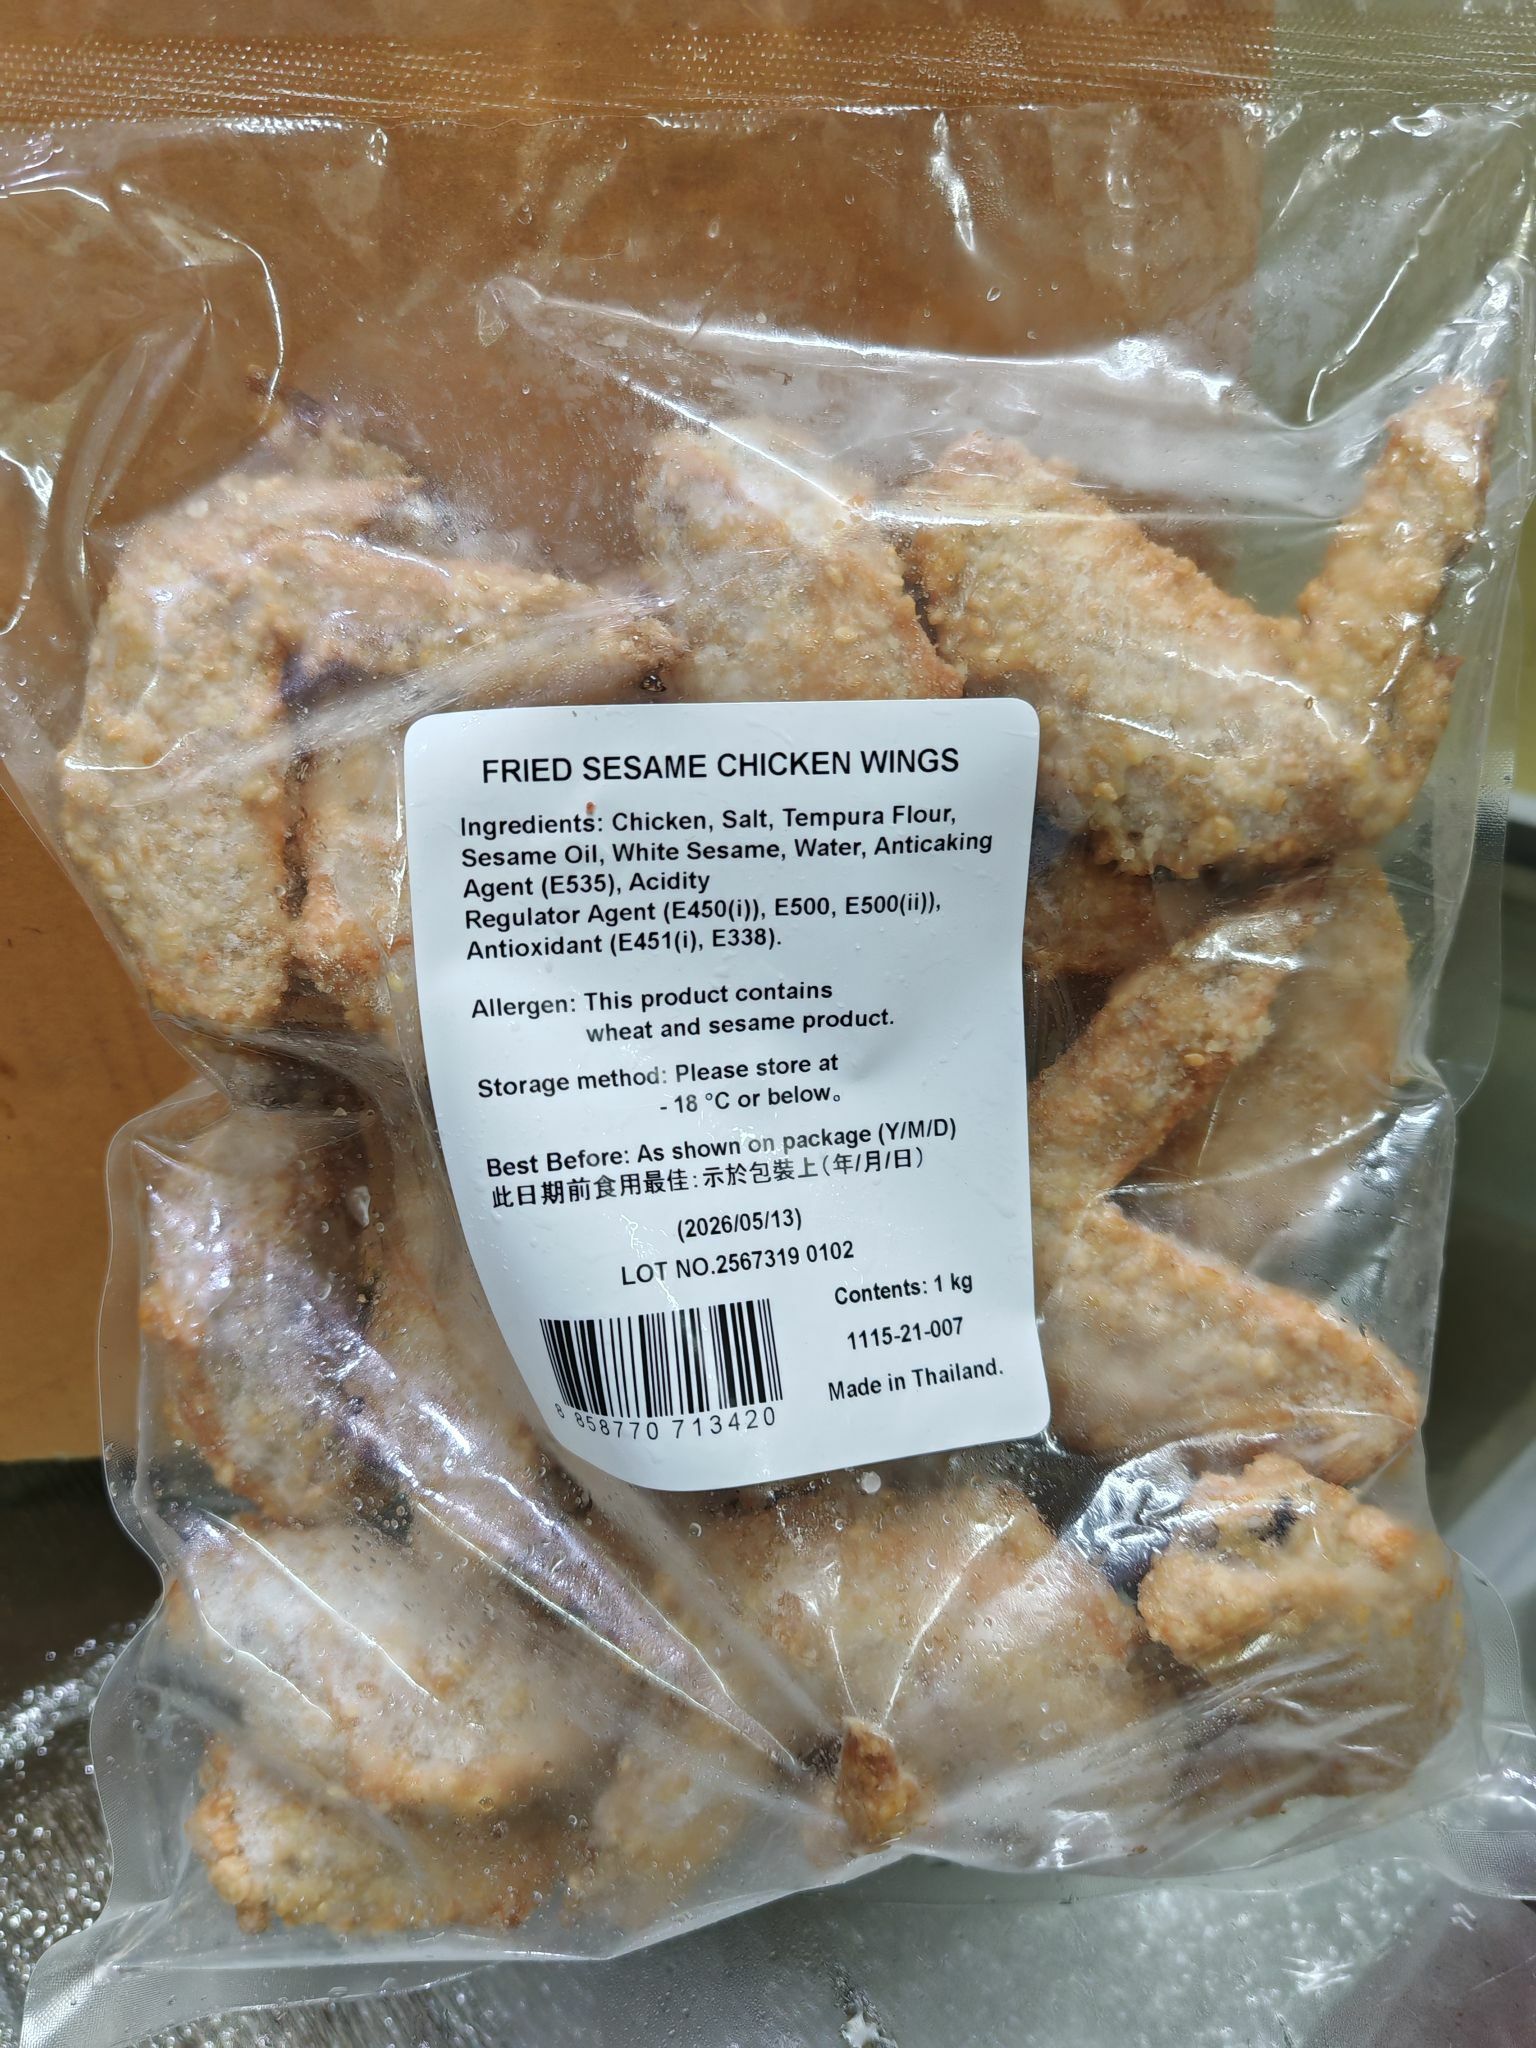 FRIED SESAME CHICKEN WINGS
Ingredients: Chicken, Salt, Tempura Flour,
Sesame Oil, White Sesame, Water, Anticaking
Agent (E535), Acidity
Regulator Agent (E450(i)), E500, E500(ii)),
Antioxidant (E451(i), E338).
Allergen: This product contains
wheat and sesame product.
Storage method: Please store at
- 18 °C or below。
Best Before: As shown on package (Y/M/D)
此日期前食用最佳：示於包裝上（年/月/日）
(2026/05/13)
LOT NO.2567319 0102
Contents: 1 kg
1115-21-007
Made in Thailand.
8 858770 713420